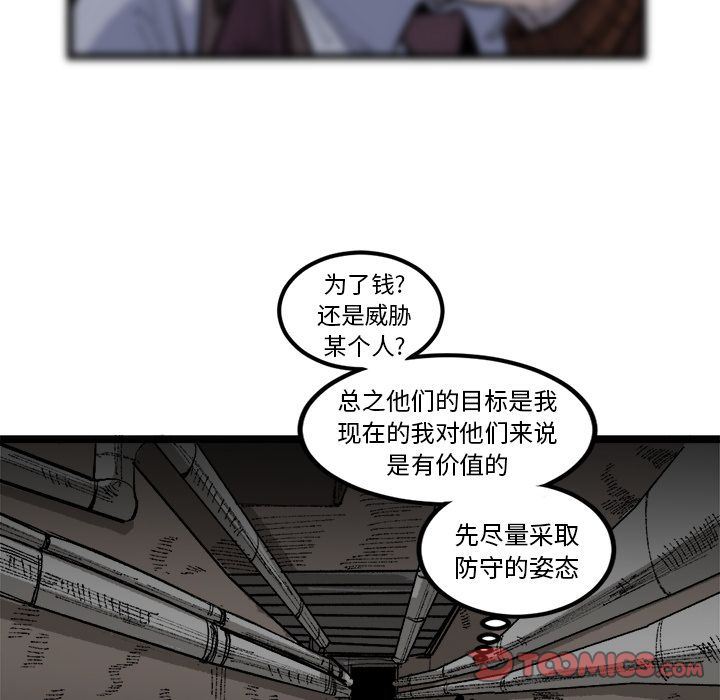 为了钱?
还是威胁
某个人?
总之他们的目标是我
现在的我对他们来说
是有价值的
先尽量采取
防守的姿态
TOOMICS.COM